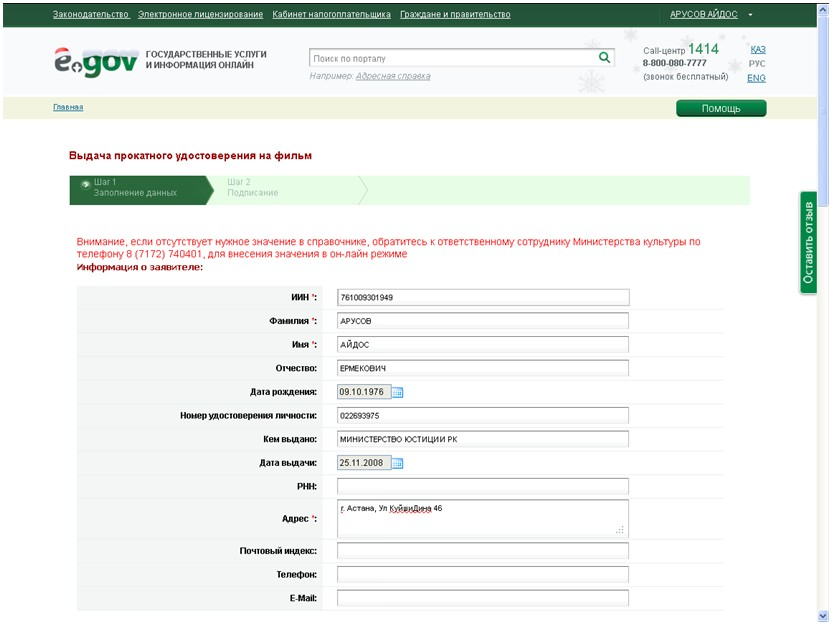 Законодательство Электронное лицензирование Кабинет налогоплательщика Граждане и правительство АРУСОВ АЙДОС
e.gov ГОСУДАРСТВЕННЫЕ УСЛУГИ
И ИНФОРМАЦИЯ ОНЛАЙН
Поиск по порталу
Например: Адресная справка
Call-центр 1414
8-800-080-7777
(звонок бесплатный)
ҚАЗ
РУС
ENG
Главная
Помощь
Выдача прокатного удостоверения на фильм
Шаг 1
Заполнение данных
Шаг 2
Подписание
Оставить отзыв
Внимание, если отсутствует нужное значение в справочнике, обратитесь к ответственному сотруднику Министерства культуры по
телефону 8 (7172) 740401, для внесения значения в он-лайн режиме
Информация о заявителе:
ИИН *: 761009301949
Фамилия *: АРУСОВ
Имя *: АЙДОС
Отчество: ЕРМЕКОВИЧ
Дата рождения: 09.10.1976
Номер удостоверения личности: 022693975
Кем выдано: МИНИСТЕРСТВО ЮСТИЦИИ РК
Дата выдачи: 25.11.2008
РНН:
Адрес *: г. Астана, Ул КуйшиДина 46
Почтовый индекс:
Телефон:
E-Mail: